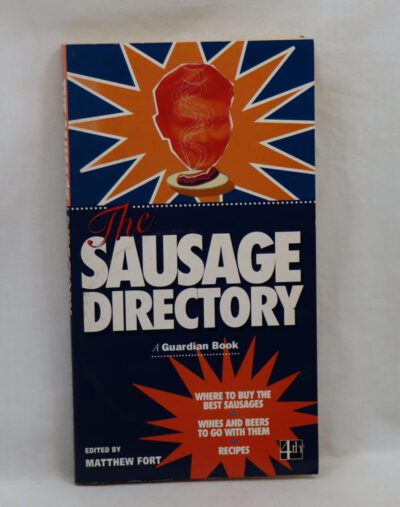 The
SAUSAGE
DIRECTORY
A Guardian Book
WHERE TO BUY THE
BEST SAUSAGES
WINES AND BEERS
TO GO WITH THEM
RECIPES
EDITED BY
MATTHEW FORT
4th